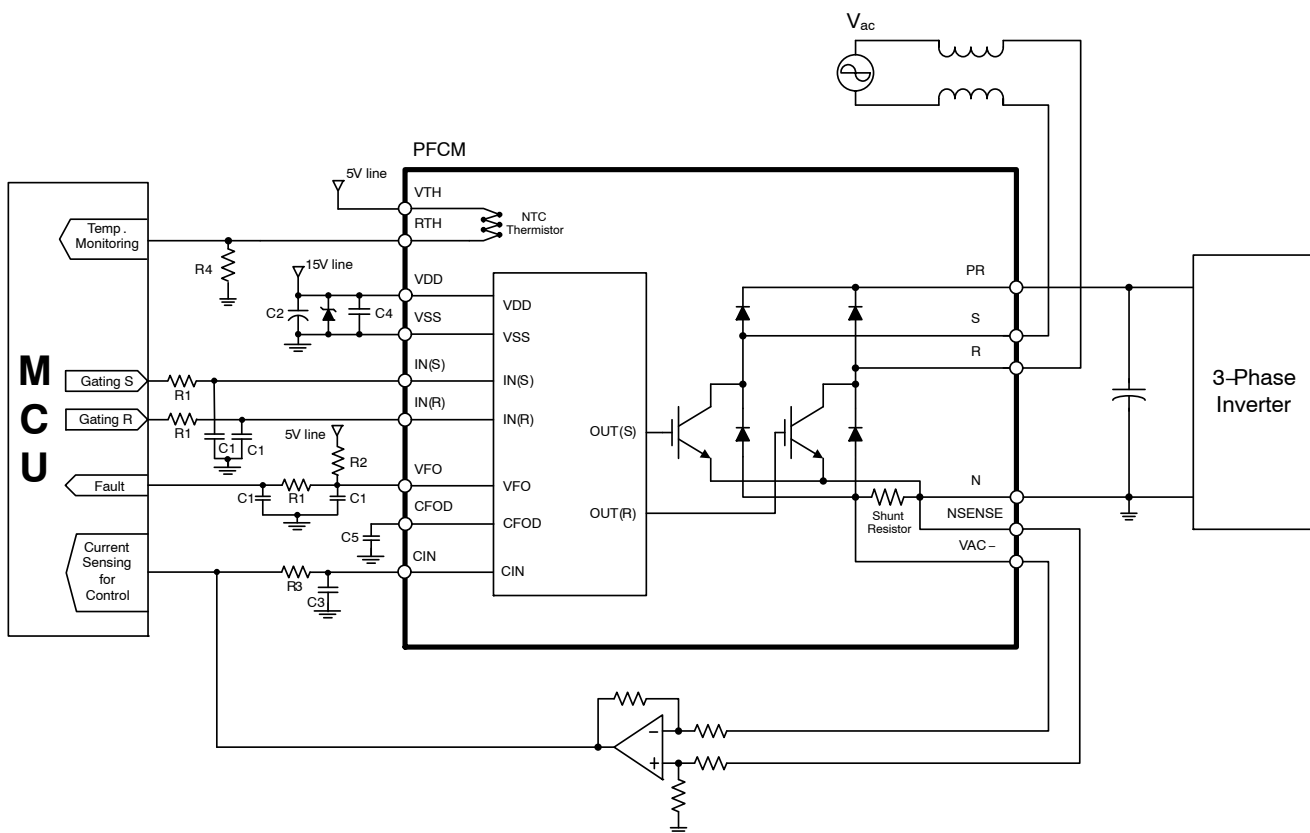 Vac
PFCM
5V line
VTH
RTH
NTC
Thermistor
Temp.
Monitoring
R4
15V line
VDD
VSS
C2
C4
VDD
VSS
PR
S
R
MCU
Gating S
R1
IN(S)
IN(S)
Gating R
R1
IN(R)
IN(R)
C1
C1
5V line
R2
OUT(S)
3-Phase
Inverter
Fault
C1
R1
C1
VFO
VFO
CFOD
CFOD
C5
OUT(R)
Shunt
Resistor
N
NSENSE
VAC-
Current
Sensing
for
Control
R3
C3
CIN
CIN
-
+